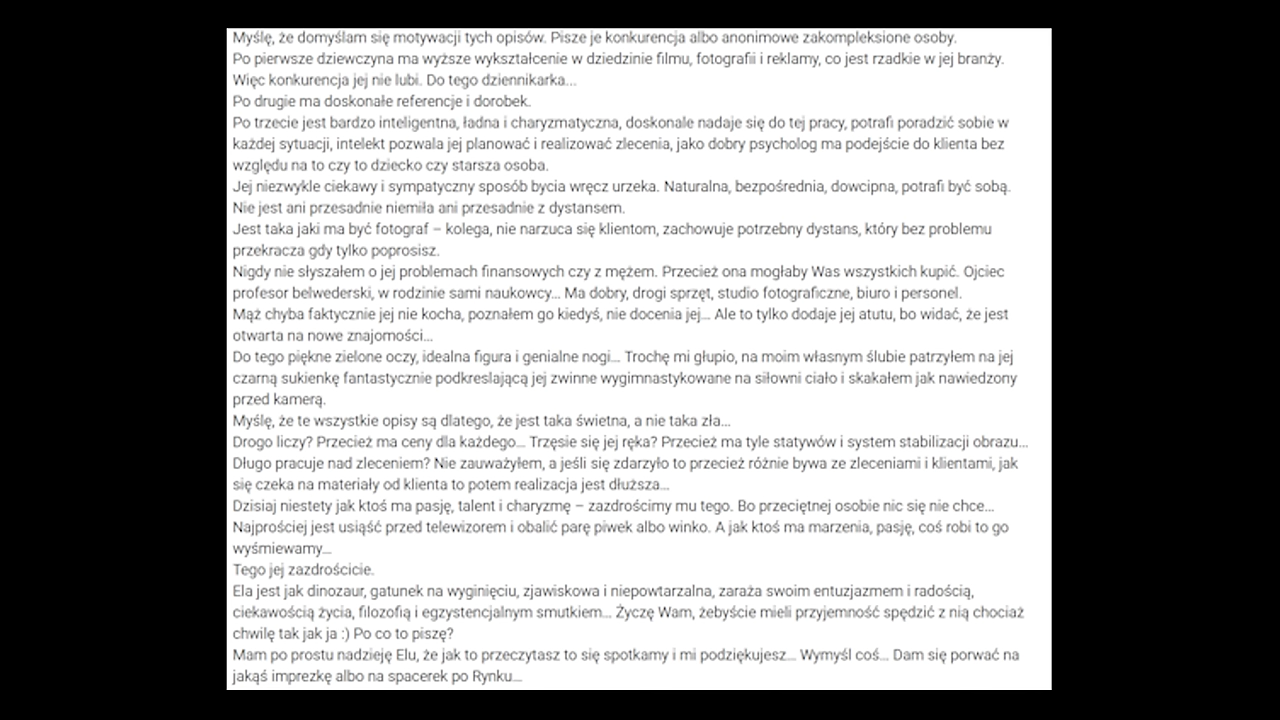 Myślę, że domyślam się motywacji tych opisów. Pisze je konkurencja albo anonimowe zakompleksione osoby.
Po pierwsze dziewczyna ma wyższe wykształcenie w dziedzinie filmu, fotografii i reklamy, co jest rzadkie w jej branży.
Więc konkurencja jej nie lubi. Do tego dziennikarka...
Po drugie ma doskonałe referencje i dorobek.
Po trzecie jest bardzo inteligentna, ładna i charyzmatyczna, doskonale nadaje się do tej pracy, potrafi poradzić sobie w
każdej sytuacji, intelekt pozwala jej planować i realizować zlecenia, jako dobry psycholog ma podejście do klienta bez
względu na to czy to dziecko czy starsza osoba.
Jej niezwykle ciekawy i sympatyczny sposób bycia wręcz urzeka. Naturalna, bezpośrednia, dowcipna, potrafi być sobą.
Nie jest ani przesadnie niemiła ani przesadnie z dystansem.
Jest taka jaki ma być fotograf – kolega, nie narzuca się klientom, zachowuje potrzebny dystans, który bez problemu
przekracza gdy tylko poprosisz.
Nigdy nie słyszałem o jej problemach finansowych czy z mężem. Przecież ona mogłaby Was wszystkich kupić. Ojciec
profesor belwederski, w rodzinie sami naukowcy… Ma dobry, drogi sprzęt, studio fotograficzne, biuro i personel.
Mąż chyba faktycznie jej nie kocha, poznałem go kiedyś, nie docenia jej… Ale to tylko dodaje jej atutu, bo widać, że jest
otwarta na nowe znajomości…
Do tego piękne zielone oczy, idealna figura i genialne nogi… Trochę mi głupio, na moim własnym ślubie patrzyłem na jej
czarną sukienkę fantastycznie podkreslającą jej zwinne wygimnastykowane na siłowni ciało i skakałem jak nawiedzony
przed kamerą.
Myślę, że te wszystkie opisy są dlatego, że jest taka świetna, a nie taka zła…
Drogo liczy? Przecież ma ceny dla każdego… Trzęsie się jej ręka? Przecież ma tyle statywów i system stabilizacji obrazu…
Długo pracuje nad zleceniem? Nie zauważyłem, a jeśli się zdarzyło to przecież różnie bywa ze zleceniami i klientami, jak
się czeka na materiały od klienta to potem realizacja jest dłuższa…
Dzisiaj niestety jak ktoś ma pasję, talent i charyzmę – zazdrościmy mu tego. Bo przeciętnej osobie nic się nie chce…
Najprościej jest usiąść przed telewizorem i obalić parę piwek albo winko. A jak ktoś ma marzenia, pasję, coś robi to go
wyśmiewamy…
Tego jej zazdrościcie.
Ela jest jak dinozaur, gatunek na wyginięciu, zjawiskowa i niepowtarzalna, zaraża swoim entuzjazmem i radością,
ciekawością życia, filozofią i egzystencjalnym smutkiem… Życzę Wam, żebyście mieli przyjemność spędzić z nią chociaż
chwilę tak jak ja :) Po co to piszę?
Mam po prostu nadzieję Elu, że jak to przeczytasz to się spotkamy i mi podziękujesz… Wymyśl coś… Dam się porwać na
jakąś imprezkę albo na spacerek po Rynku…